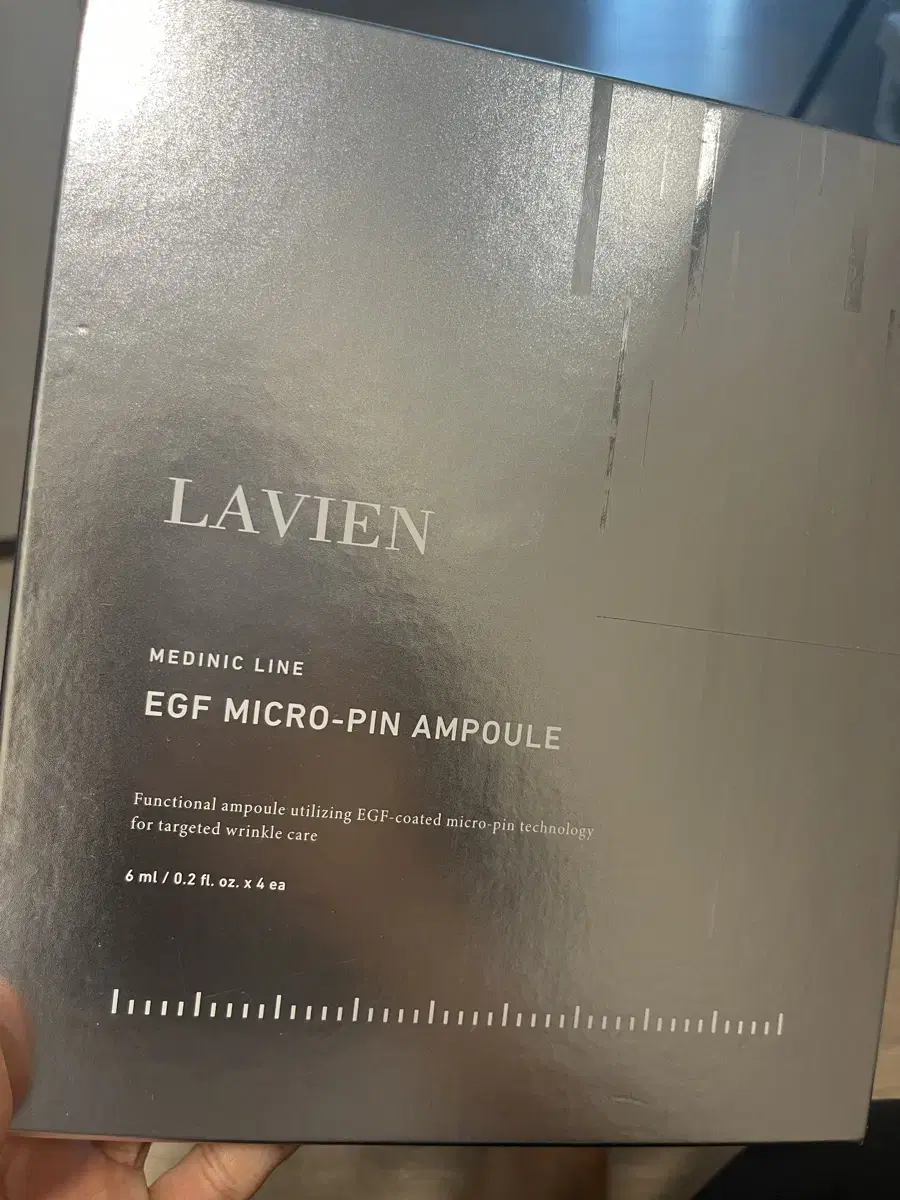 LAVIEN
MEDINIC LINE
EGF MICRO-PIN AMPOULE
Functional ampoule utilizing EGF-coated micro-pin technology
for targeted wrinkle care
6 ml / 0.2 fl. oz. x 4 ea